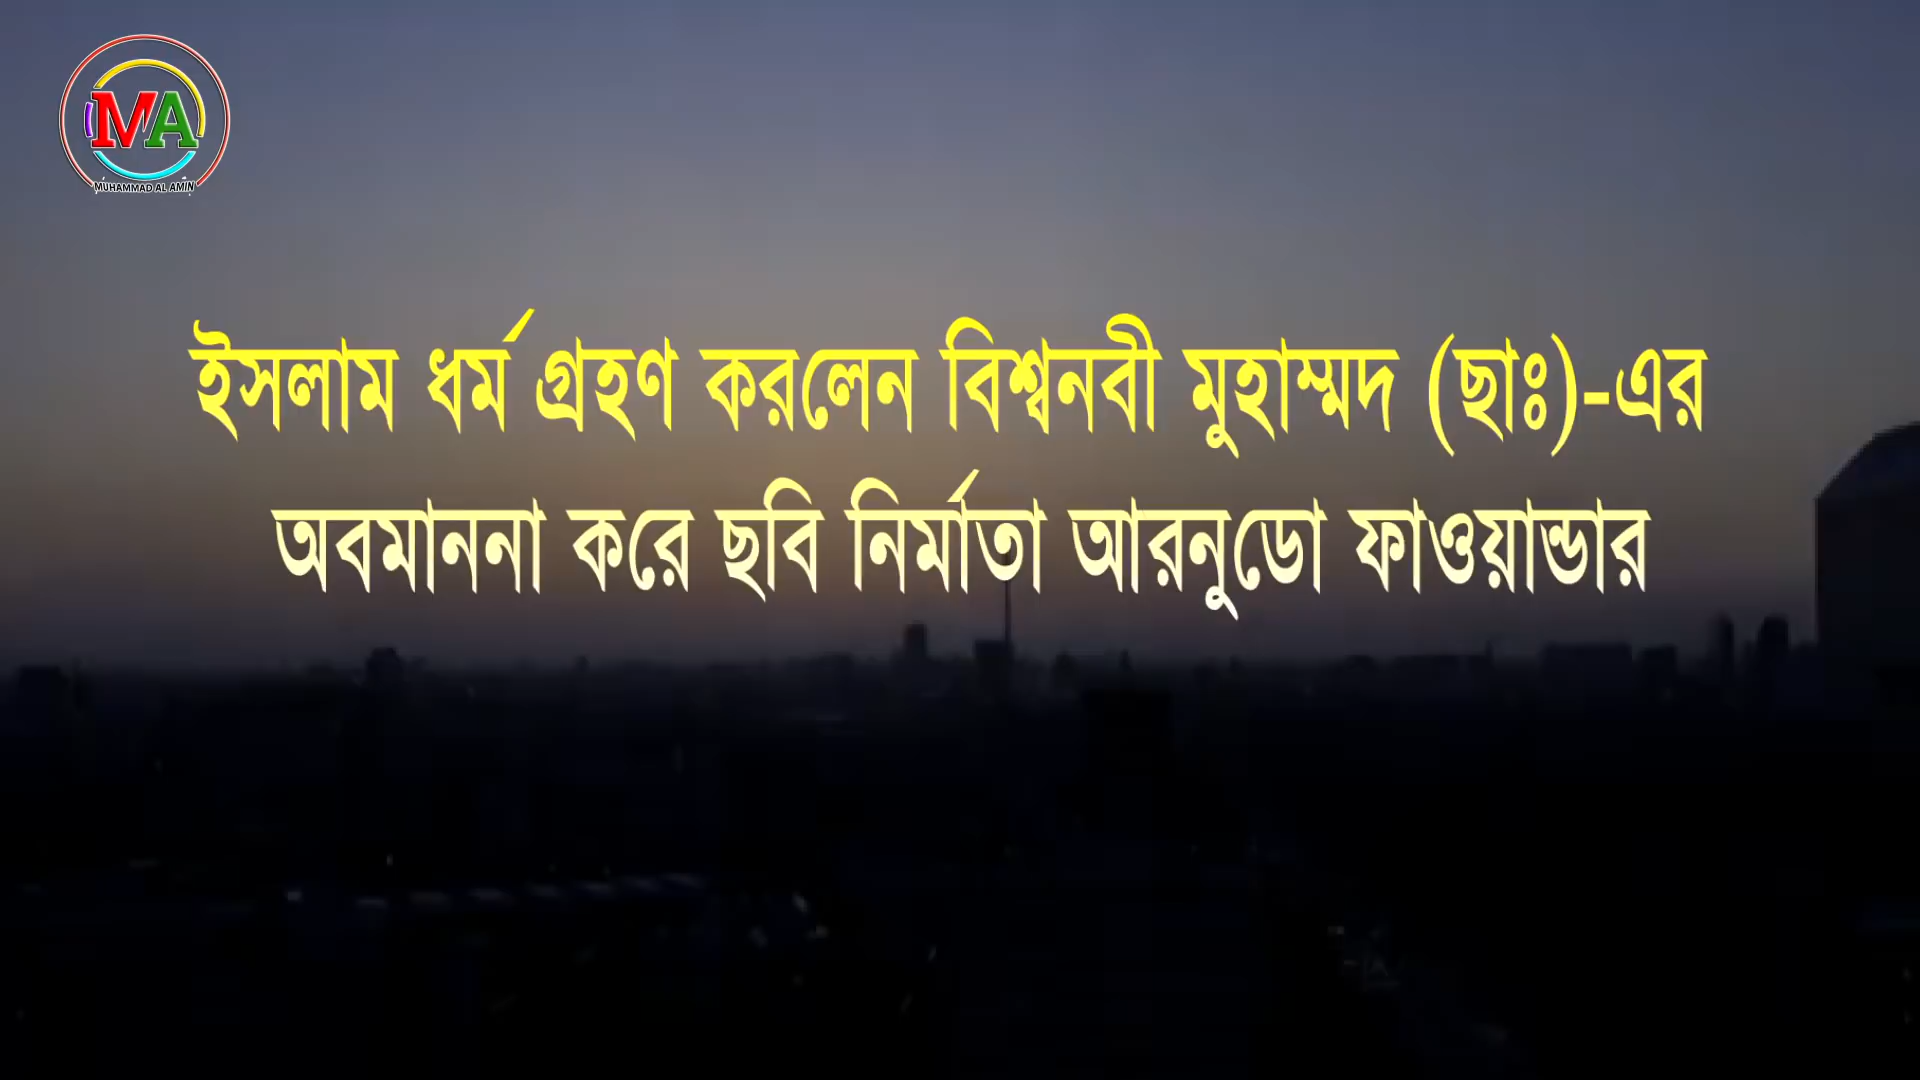 MA
MUHAMMAD AL AMIN
ইসলাম ধর্ম গ্রহণ করলেন বিশ্বনবী মুহাম্মদ (ছাঃ)-এর
অবমাননা করে ছবি নির্মাতা আরনুডো ফাওয়ান্ডার